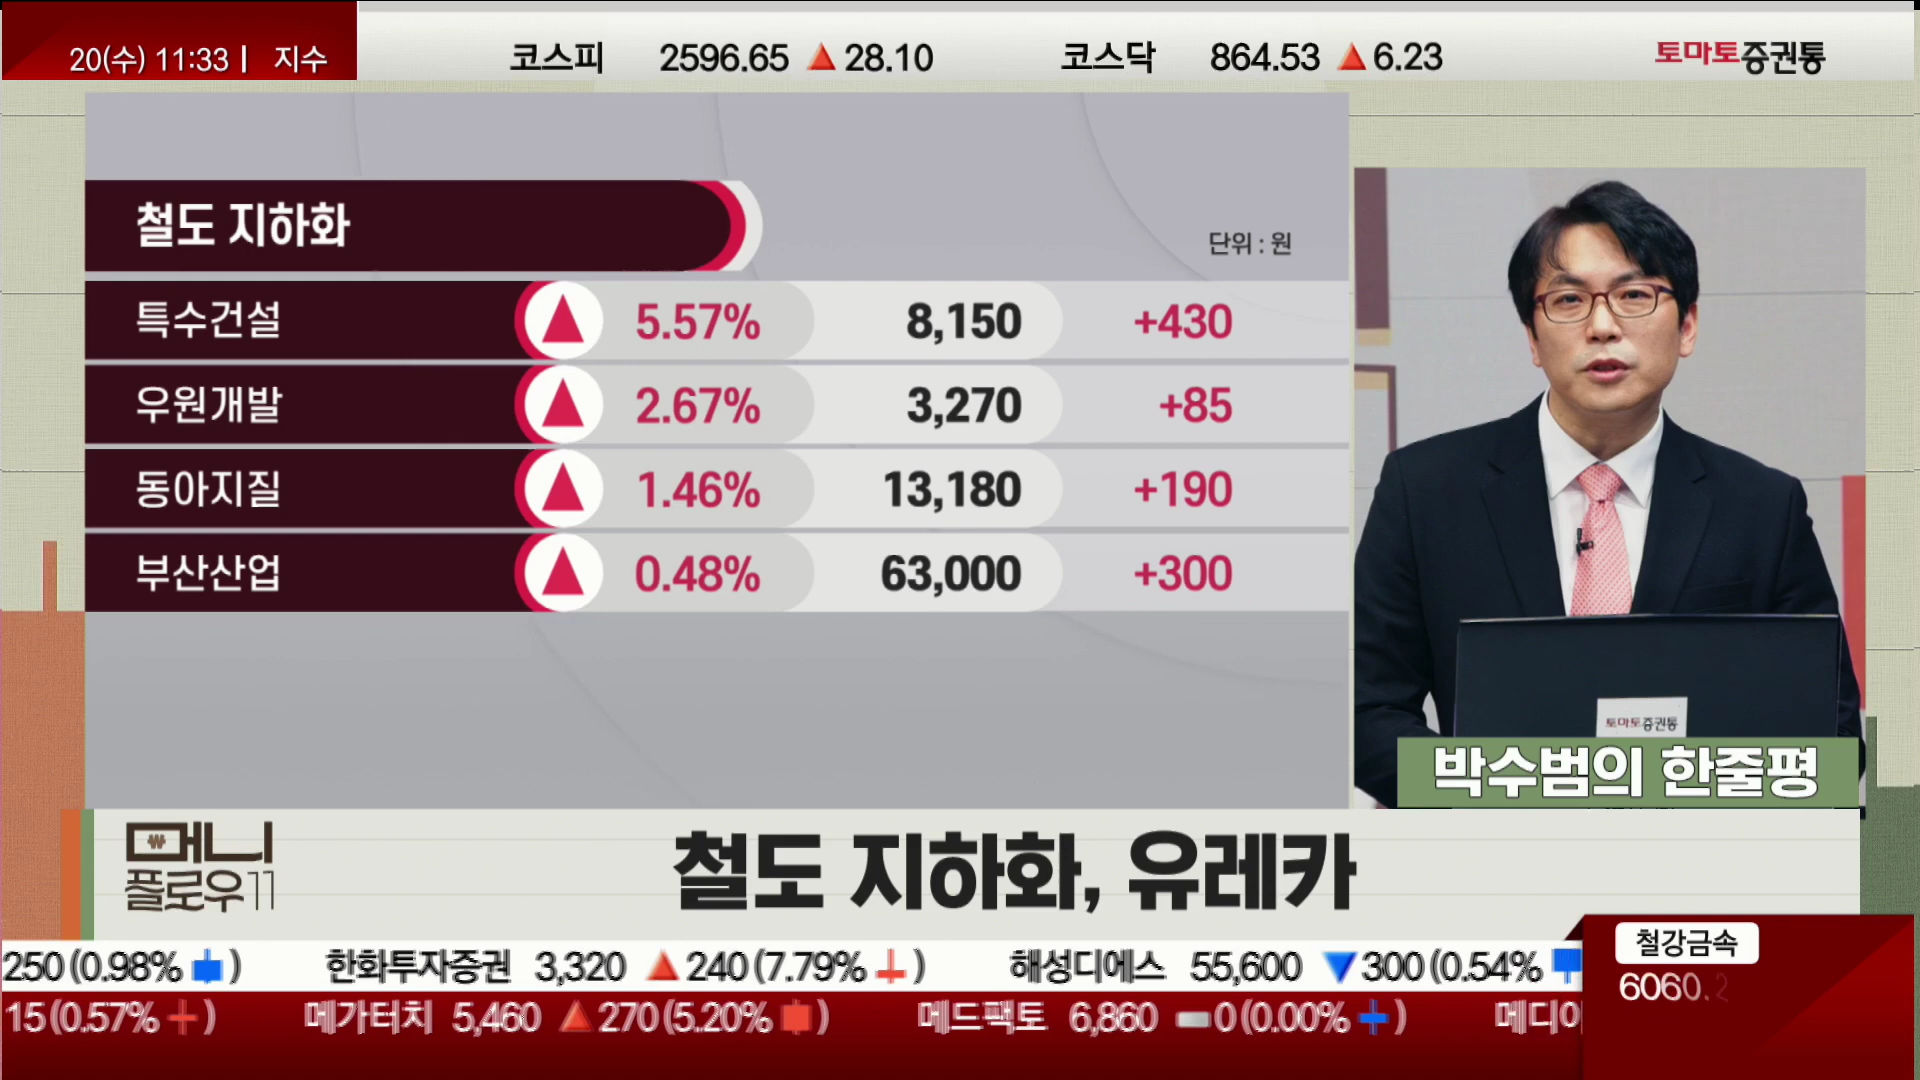 20(수) 11:33 | 지수 코스피 2596.65 ▲ 28.10 코스닥 864.53 ▲ 6.23 토마토증권통
철도 지하화
단위 : 원
특수건설 ▲ 5.57% 8,150 +430
우원개발 ▲ 2.67% 3,270 +85
동아지질 ▲ 1.46% 13,180 +190
부산산업 ▲ 0.48% 63,000 +300
토마토증권통
박수범의 한줄평
머니
플로우11
철도 지하화, 유레카
250(0.98% ) 한화투자증권 3,320 ▲ 240(7.79% ) 해성디에스 55,600 ▼ 300(0.54%
15(0.57% ) 메가터치 5,460 ▲ 270(5.20% ) 메드팩토 6,860 0(0.00% )
철강금속
6060.2